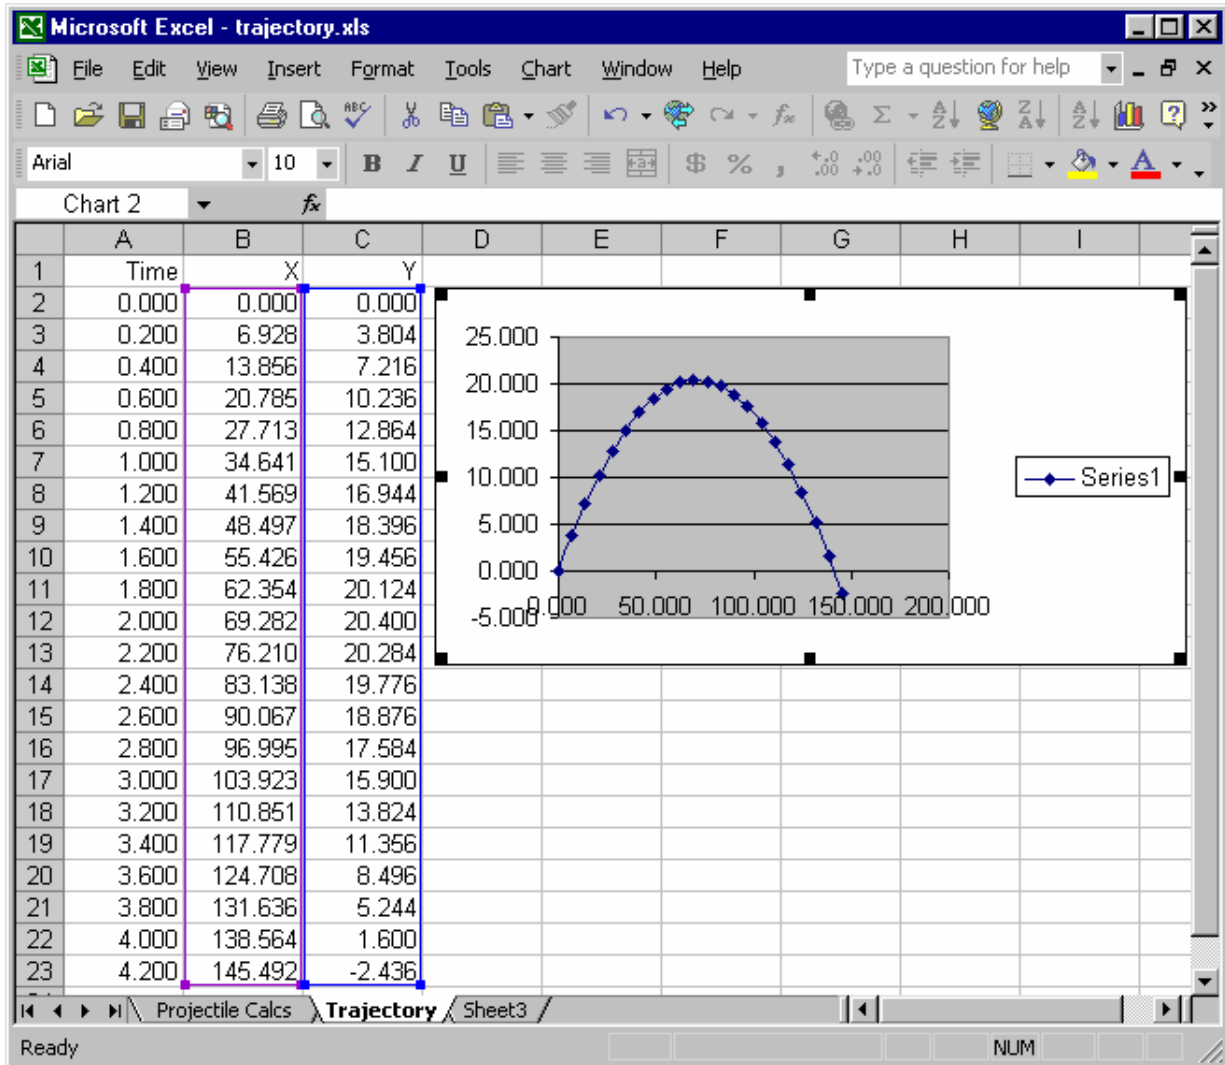 Microsoft Excel - trajectory.xls
File Edit View Insert Format Tools Chart Window Help Type a question for help
Arial 10 B I U $ % ,
Chart 2 fx
A B C D E F G H I
1 Time X Y
2 0.000 0.000 0.000
3 0.200 6.928 3.804
4 0.400 13.856 7.216
5 0.600 20.785 10.236
6 0.800 27.713 12.864
7 1.000 34.641 15.100
8 1.200 41.569 16.944
9 1.400 48.497 18.396
10 1.600 55.426 19.456
11 1.800 62.354 20.124
12 2.000 69.282 20.400
13 2.200 76.210 20.284
14 2.400 83.138 19.776
15 2.600 90.067 18.876
16 2.800 96.995 17.584
17 3.000 103.923 15.900
18 3.200 110.851 13.824
19 3.400 117.779 11.356
20 3.600 124.708 8.496
21 3.800 131.636 5.244
22 4.000 138.564 1.600
23 4.200 145.492 -2.436
25.000
20.000
15.000
10.000
5.000
0.000
-5.000
0.000 50.000 100.000 150.000 200.000
Series1
Projectile Calcs Trajectory Sheet3
Ready NUM